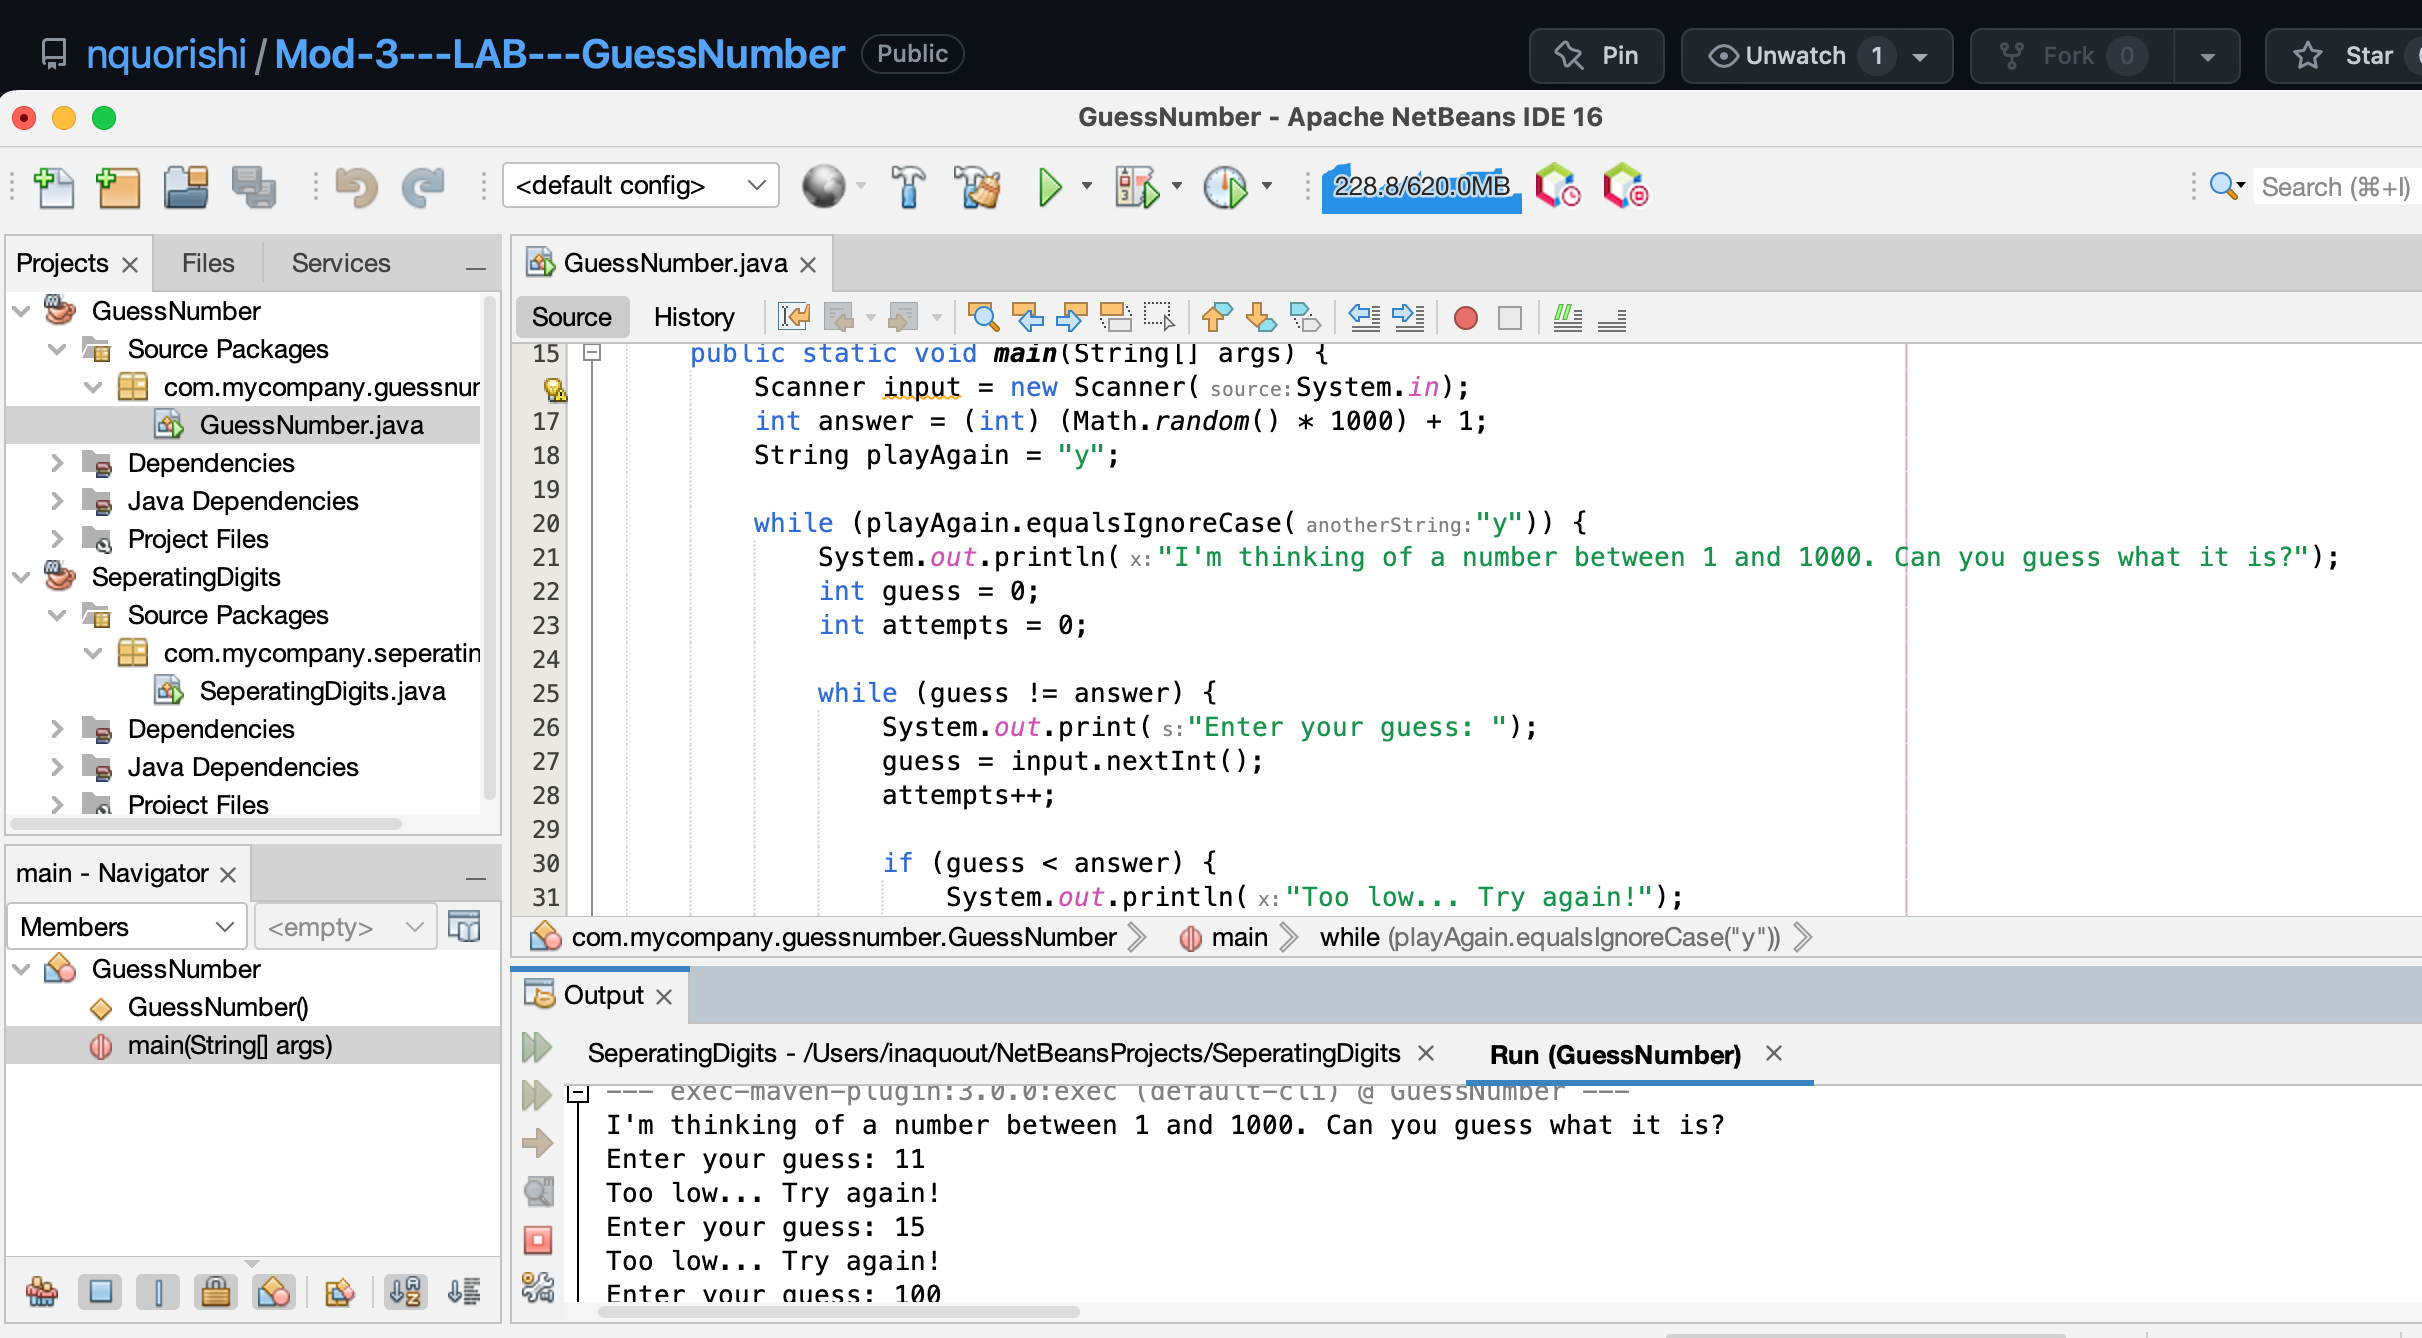 nquorishi / Mod-3---LAB---GuessNumber Public Pin Unwatch 1 Fork 0 Star
GuessNumber - Apache NetBeans IDE 16
<default config> 228.8/620.0MB Search (⌘+I)
Projects Files Services
GuessNumber
Source Packages
com.mycompany.guessnur
GuessNumber.java
Dependencies
Java Dependencies
Project Files
SeperatingDigits
Source Packages
com.mycompany.seperatin
SeperatingDigits.java
Dependencies
Java Dependencies
Project Files
main - Navigator
Members <empty>
GuessNumber
GuessNumber()
main(String[] args)
GuessNumber.java
Source History
15 public static void main(String[] args) {
Scanner input = new Scanner( source: System.in);
17 int answer = (int) (Math.random() * 1000) + 1;
18 String playAgain = "y";
19
20 while (playAgain.equalsIgnoreCase( anotherString: "y")) {
21 System.out.println( x: "I'm thinking of a number between 1 and 1000. Can you guess what it is?");
22 int guess = 0;
23 int attempts = 0;
24
25 while (guess != answer) {
26 System.out.print( s: "Enter your guess: ");
27 guess = input.nextInt();
28 attempts++;
29
30 if (guess < answer) {
31 System.out.println( x: "Too low... Try again!");
com.mycompany.guessnumber.GuessNumber main while (playAgain.equalsIgnoreCase("y"))
Output
SeperatingDigits - /Users/inaquout/NetBeansProjects/SeperatingDigits Run (GuessNumber)
--- exec-maven-plugin:3.0.0:exec (default-cli) @ GuessNumber ---
I'm thinking of a number between 1 and 1000. Can you guess what it is?
Enter your guess: 11
Too low... Try again!
Enter your guess: 15
Too low... Try again!
Enter your guess: 100